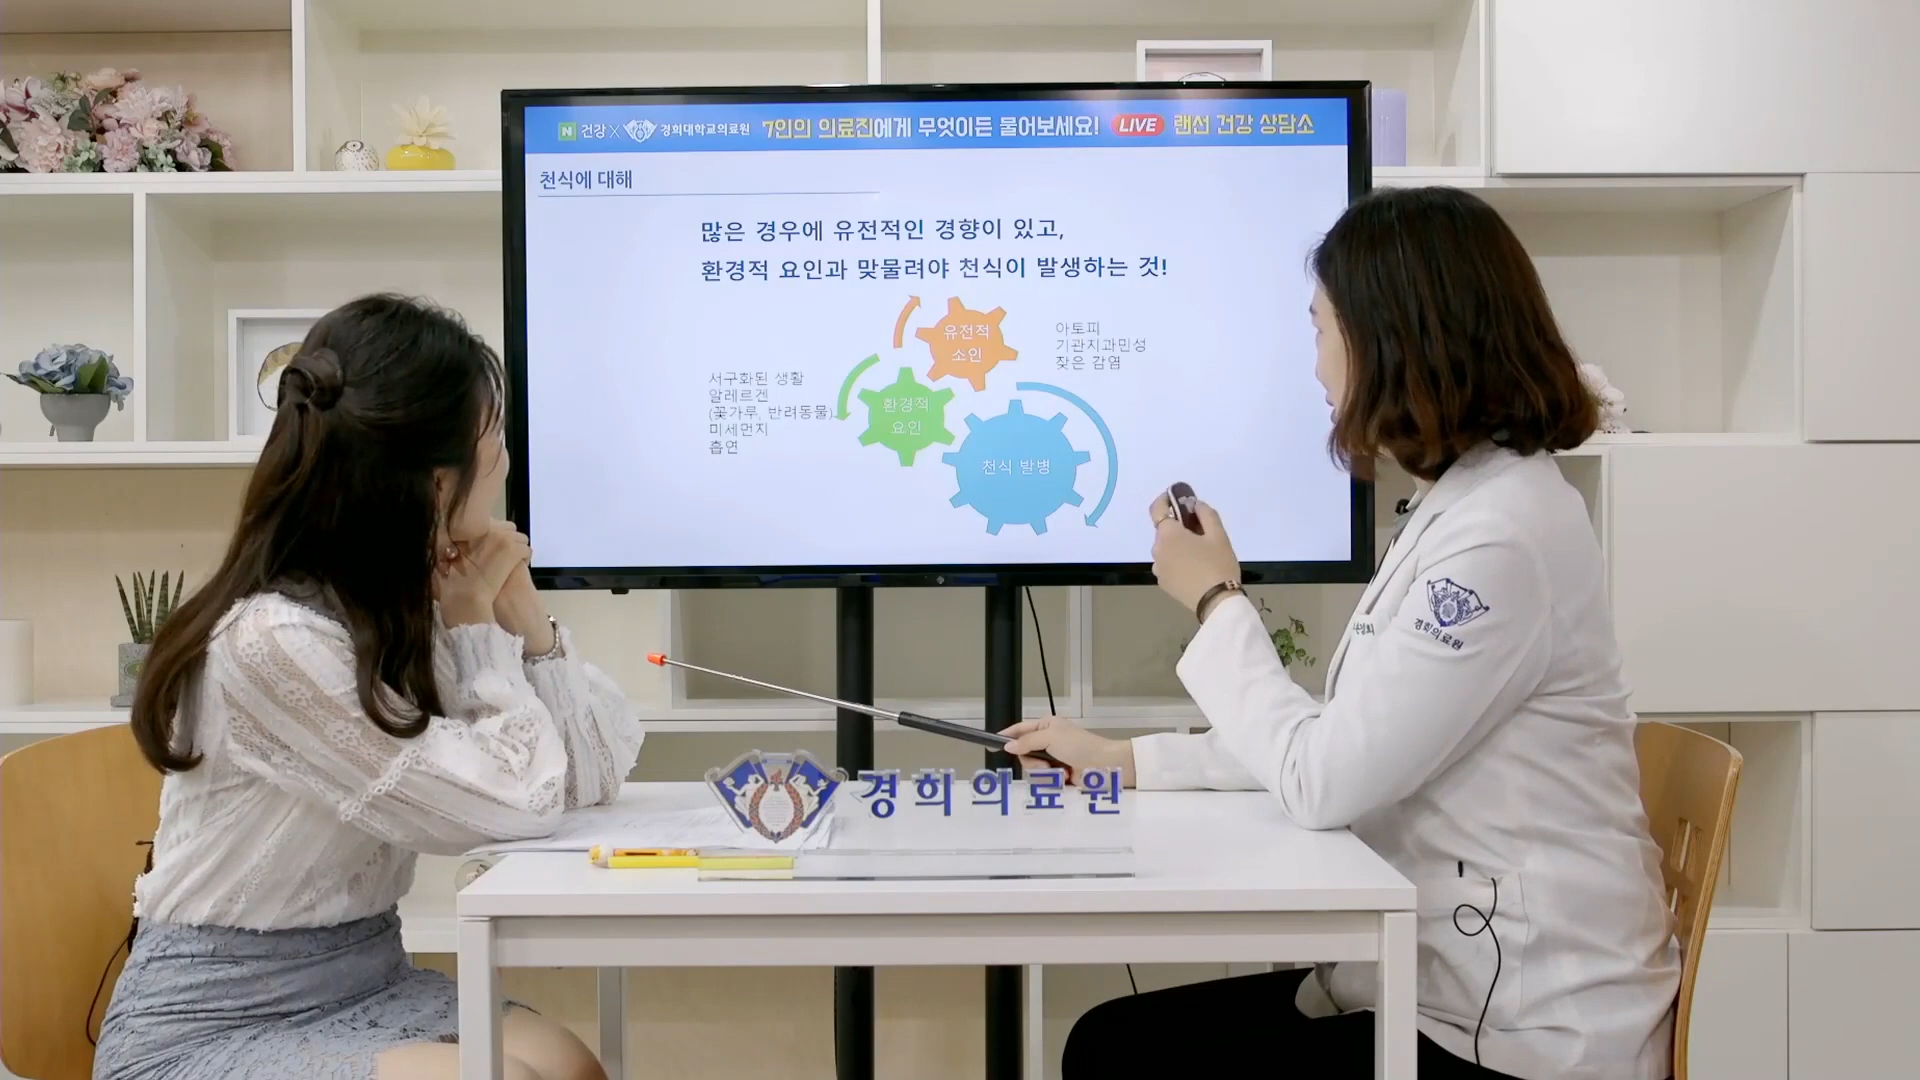 N 건강 X 경희대학교의료원 7인의 의료진에게 무엇이든 물어보세요! LIVE 랜선 건강 상담소
천식에 대해
많은 경우에 유전적인 경향이 있고,
환경적 요인과 맞물려야 천식이 발생하는 것!
유전적
소인
아토피
기관지과민성
잦은 감염
서구화된 생활
알레르겐
(꽃가루, 반려동물)
미세먼지
흡연
환경적
요인
천식 발병
경희의료원
경희의료원